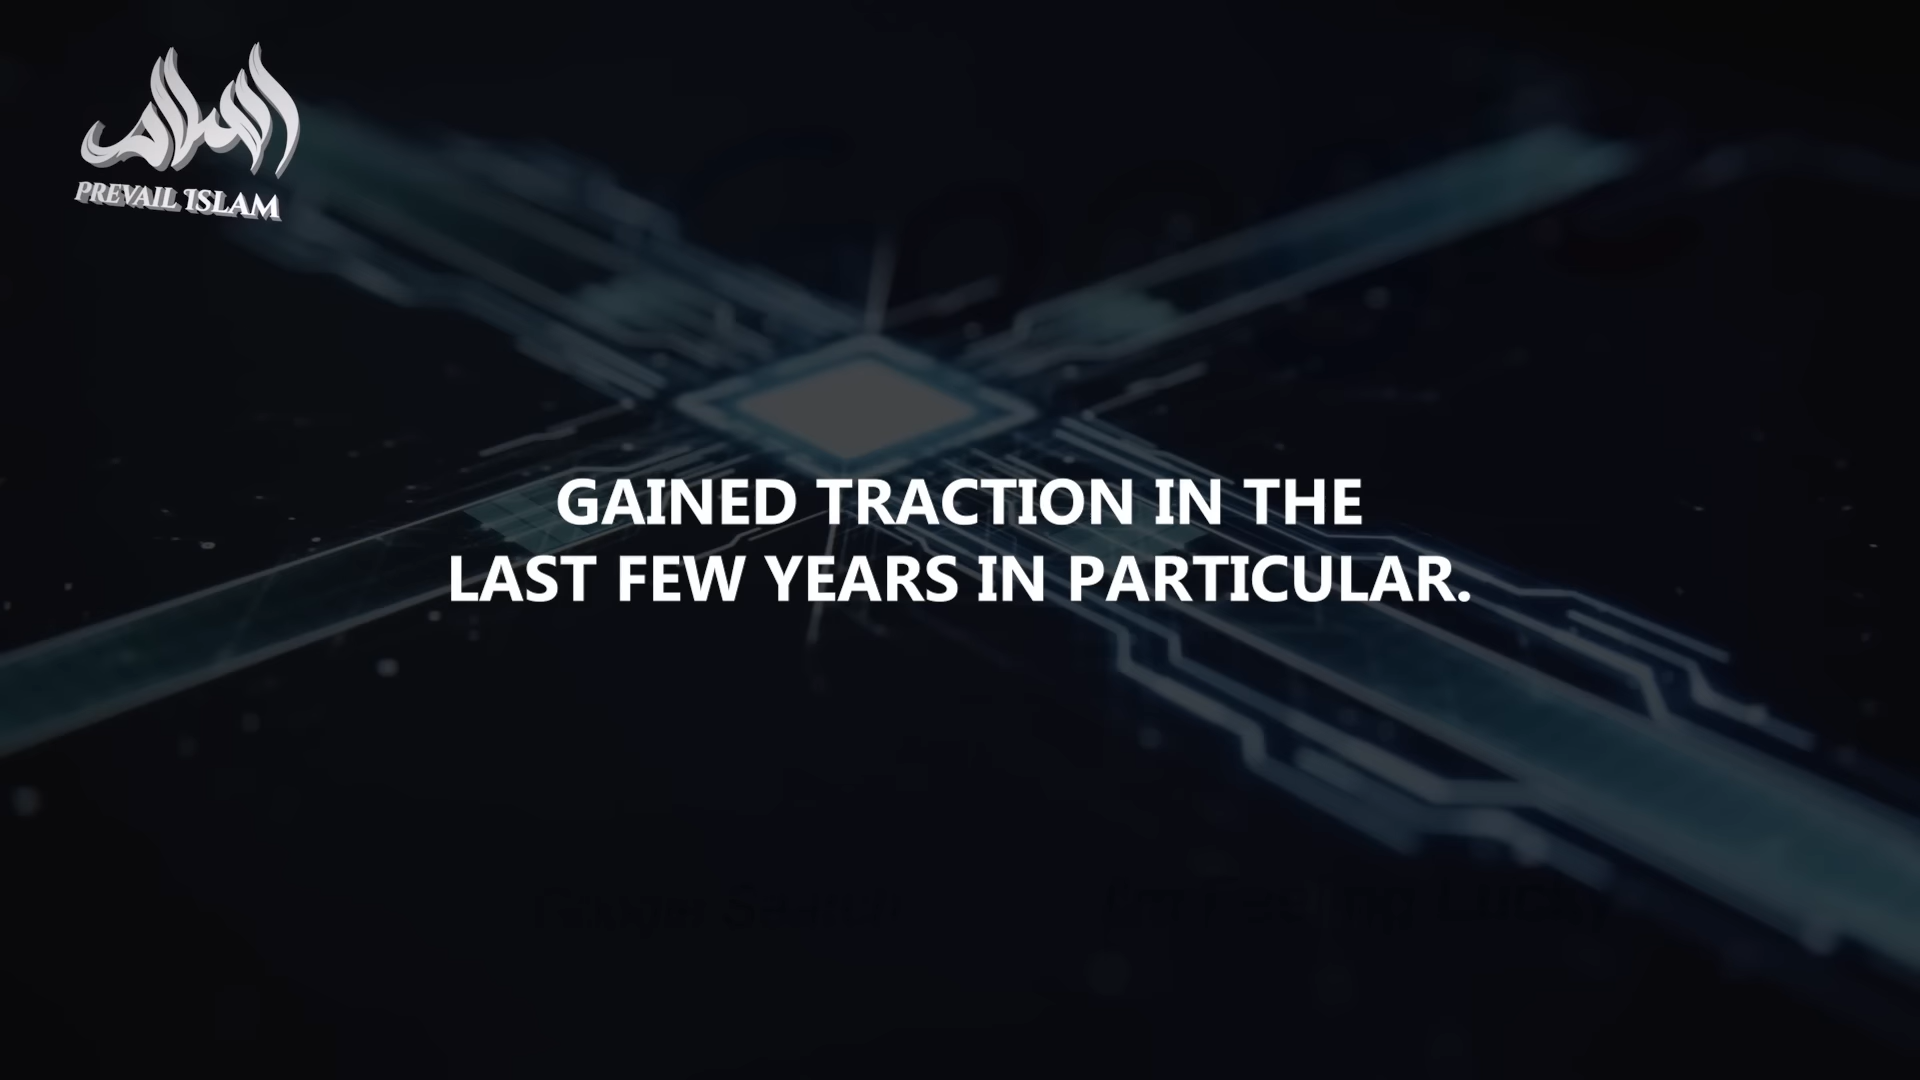 PREVAIL ISLAM
GAINED TRACTION IN THE
LAST FEW YEARS IN PARTICULAR.